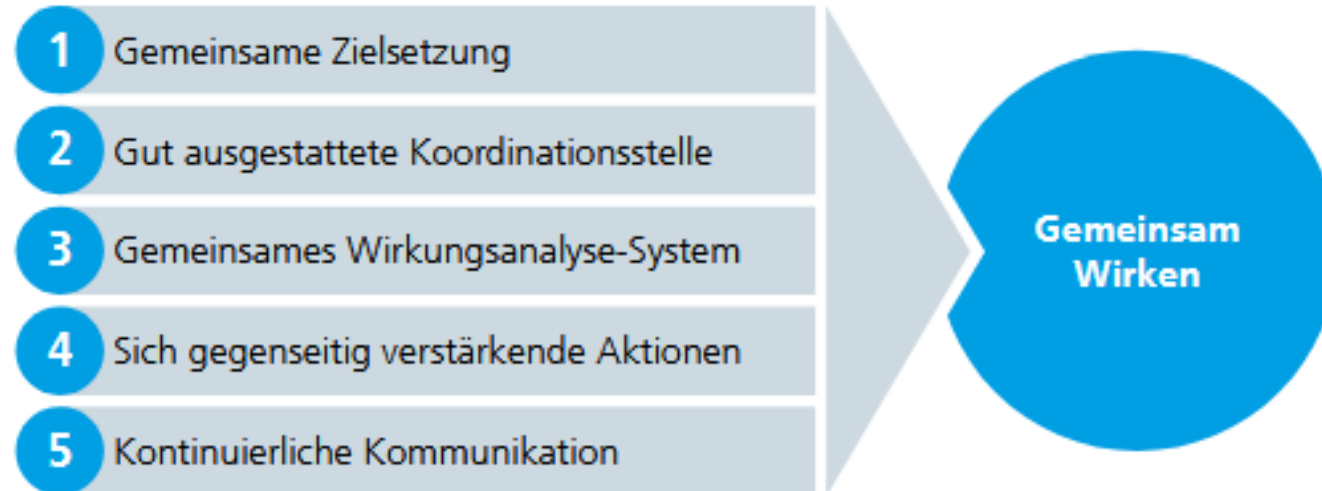 1 Gemeinsame Zielsetzung
2 Gut ausgestattete Koordinationsstelle
3 Gemeinsames Wirkungsanalyse-System
4 Sich gegenseitig verstärkende Aktionen
5 Kontinuierliche Kommunikation
Gemeinsam
Wirken